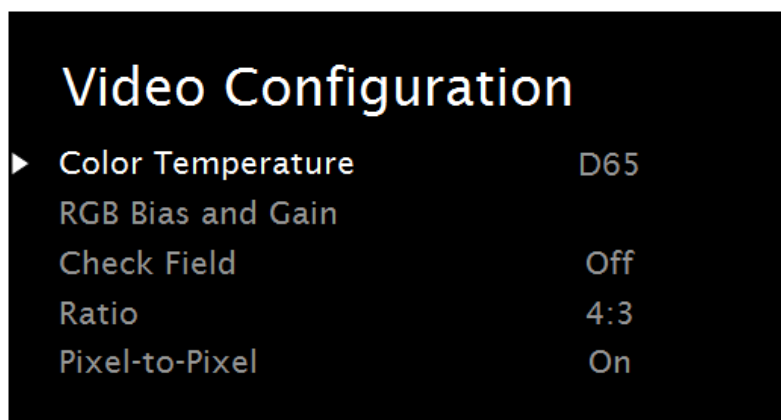 Video Configuration
Color Temperature D65
RGB Bias and Gain
Check Field Off
Ratio 4:3
Pixel-to-Pixel On